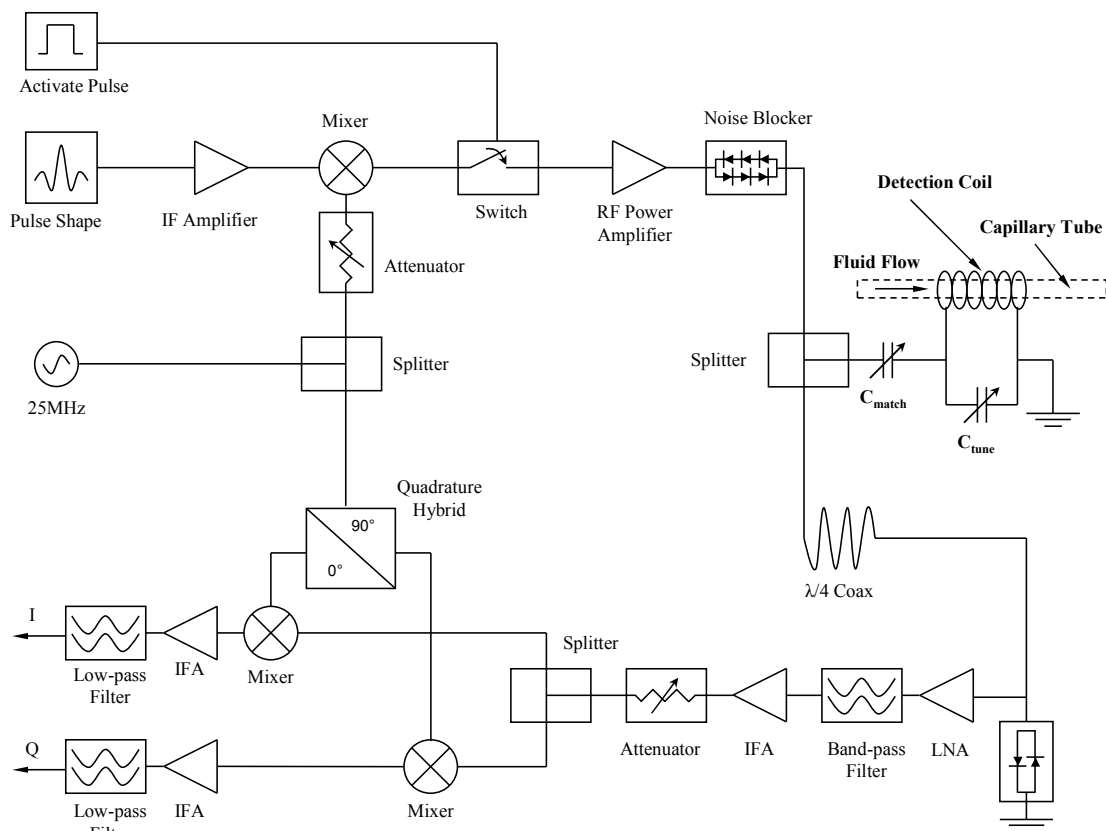 Activate Pulse
Pulse Shape
IF Amplifier
Mixer
Attenuator
Switch
RF Power
Amplifier
Noise Blocker
Detection Coil
Capillary Tube
Fluid Flow
25MHz
Splitter
Splitter
Cmatch
Ctune
Quadrature
Hybrid
90°
0°
λ/4 Coax
I
Low-pass
Filter
IFA
Mixer
Splitter
Attenuator
IFA
Band-pass
Filter
LNA
Q
Low-pass
Filter
IFA
Mixer